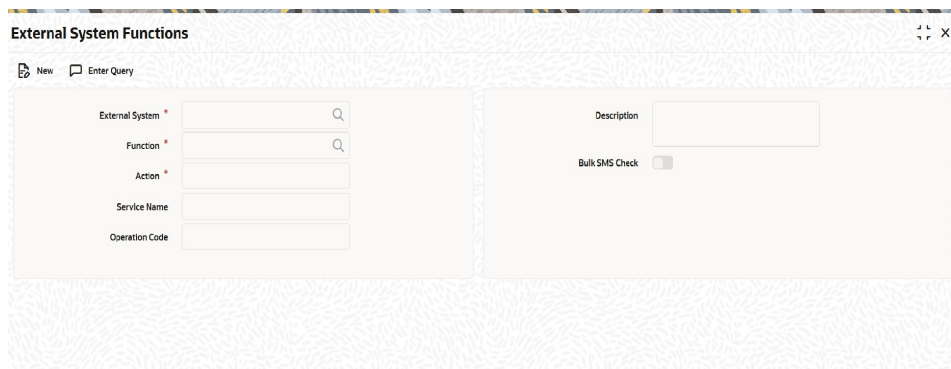 External System Functions
New Enter Query
External System *
Function *
Action *
Service Name
Operation Code
Description
Bulk SMS Check